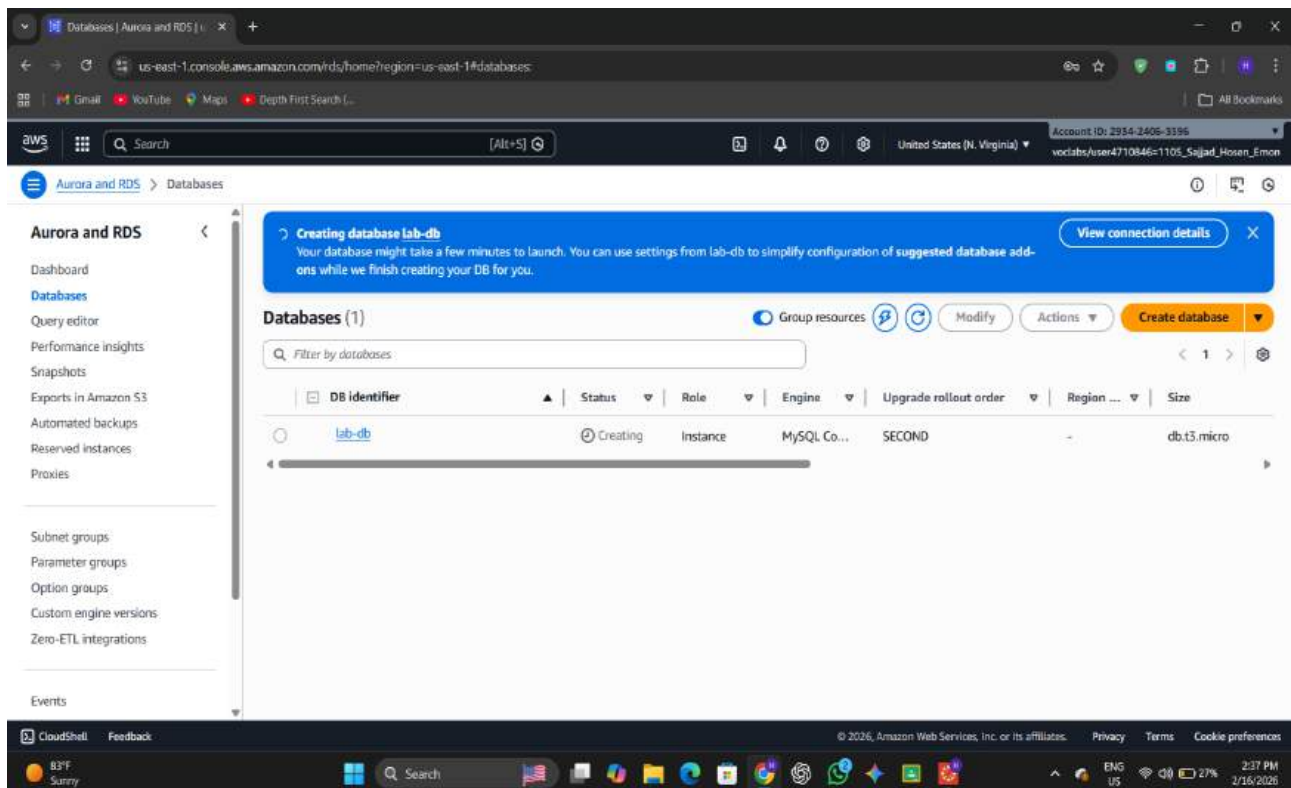 Databases | Aurora and RDS | u
us-east-1.console.aws.amazon.com/rds/home?region=us-east-1#databases:
Gmail YouTube Maps Depth First Search (... All Bookmarks
aws Search [Alt+S] United States (N. Virginia) Account ID: 2934-2406-3396
voclabs/user4710846=1105_Sajjad_Hosen_Emon
Aurora and RDS > Databases
Aurora and RDS
Dashboard
Databases
Query editor
Performance insights
Snapshots
Exports in Amazon S3
Automated backups
Reserved instances
Proxies
Subnet groups
Parameter groups
Option groups
Custom engine versions
Zero-ETL integrations
Events
Creating database lab-db
Your database might take a few minutes to launch. You can use settings from lab-db to simplify configuration of suggested database add-
ons while we finish creating your DB for you.
View connection details
Databases (1) Group resources Modify Actions Create database
Filter by databases 1
DB identifier Status Role Engine Upgrade rollout order Region ... Size
lab-db Creating Instance MySQL Co... SECOND - db.t3.micro
CloudShell Feedback © 2026, Amazon Web Services, Inc. or its affiliates. Privacy Terms Cookie preferences
83°F
Sunny
Search
ENG
US
27%
2:37 PM
2/16/2026